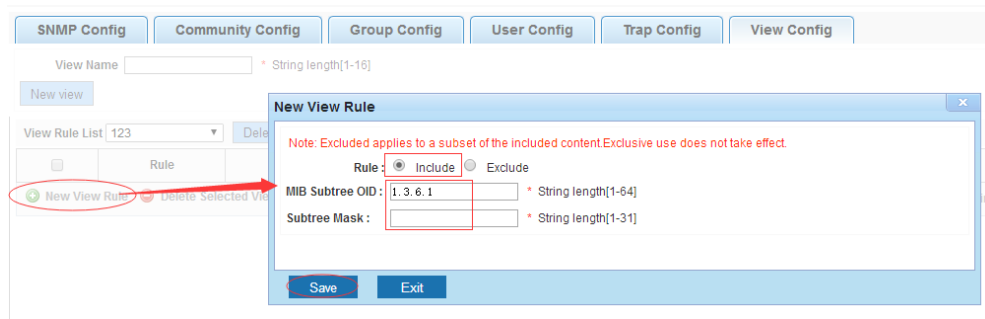 SNMP Config Community Config Group Config User Config Trap Config View Config
View Name * String length[1-16]
New view
View Rule List 123 Dele
Rule
New View Rule Delete Selected Vie
New View Rule
Note: Excluded applies to a subset of the included content.Exclusive use does not take effect.
Rule : Include Exclude
MIB Subtree OID : 1.3.6.1 * String length[1-64]
Subtree Mask : * String length[1-31]
Save Exit